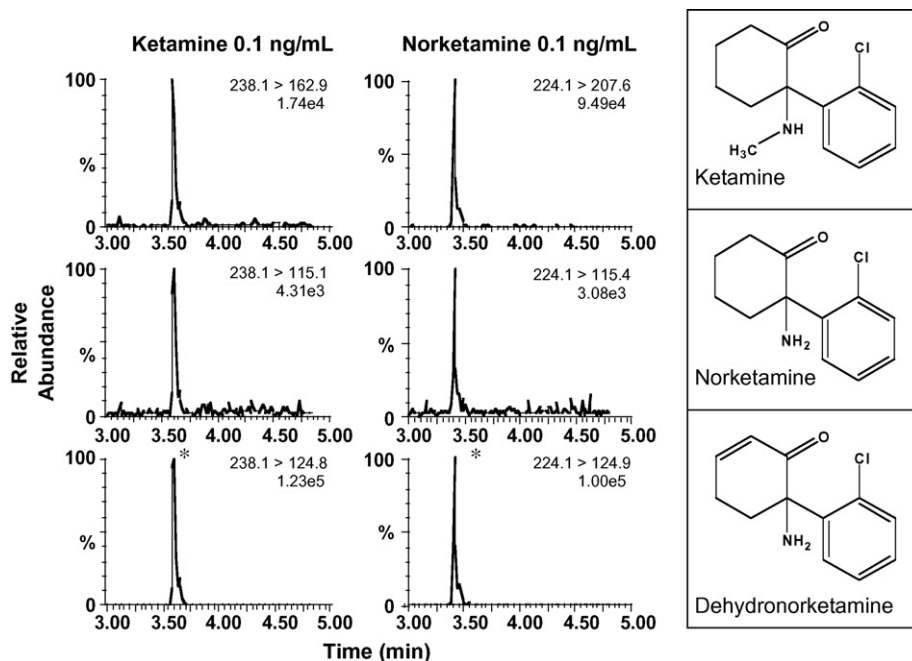 Ketamine 0.1 ng/mL
Norketamine 0.1 ng/mL
100
%
0
238.1 > 162.9
1.74e4
3.00 3.50 4.00 4.50 5.00
100
%
0
224.1 > 207.6
9.49e4
3.00 3.50 4.00 4.50 5.00
100
%
0
238.1 > 115.1
4.31e3
3.00 3.50 4.00 4.50 5.00
100
%
0
224.1 > 115.4
3.08e3
3.00 3.50 4.00 4.50 5.00
100
%
0
*
238.1 > 124.8
1.23e5
3.00 3.50 4.00 4.50 5.00
100
%
0
*
224.1 > 124.9
1.00e5
3.00 3.50 4.00 4.50 5.00
Relative
Abundance
Time (min)
O
Cl
NH
H₃C
Ketamine
O
Cl
NH₂
Norketamine
O
Cl
NH₂
Dehydronorketamine